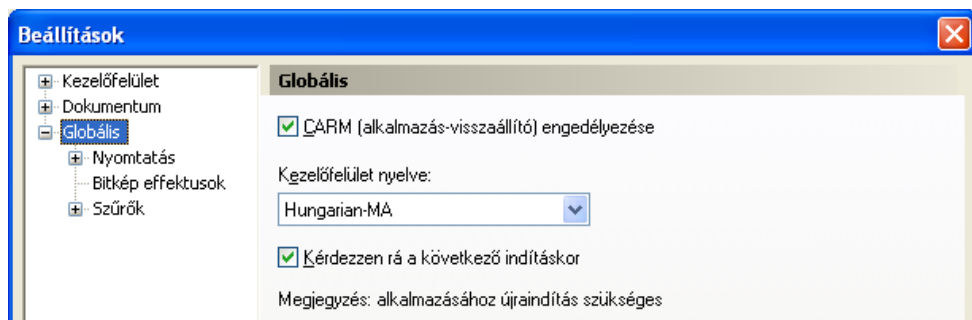 Beállítások
Kezelőfelület
Dokumentum
Globális
Nyomtatás
Bitkép effektusok
Szűrők
Globális
CARM (alkalmazás-visszaállító) engedélyezése
Kezelőfelület nyelve:
Hungarian-MA
Kérdezzen rá a következő indításkor
Megjegyzés: alkalmazásához újraindítás szükséges